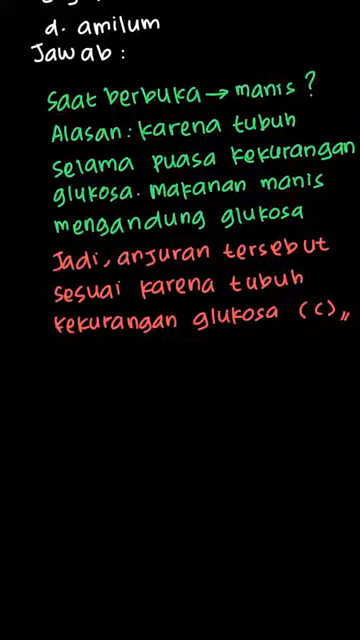 d. amilum
Jawab :
Saat berbuka → manis ?
Alasan : karena tubuh
selama puasa kekurangan
glukosa. Makanan manis
mengandung glukosa
Jadi, anjuran tersebut
sesuai karena tubuh
kekurangan glukosa (C) ,,